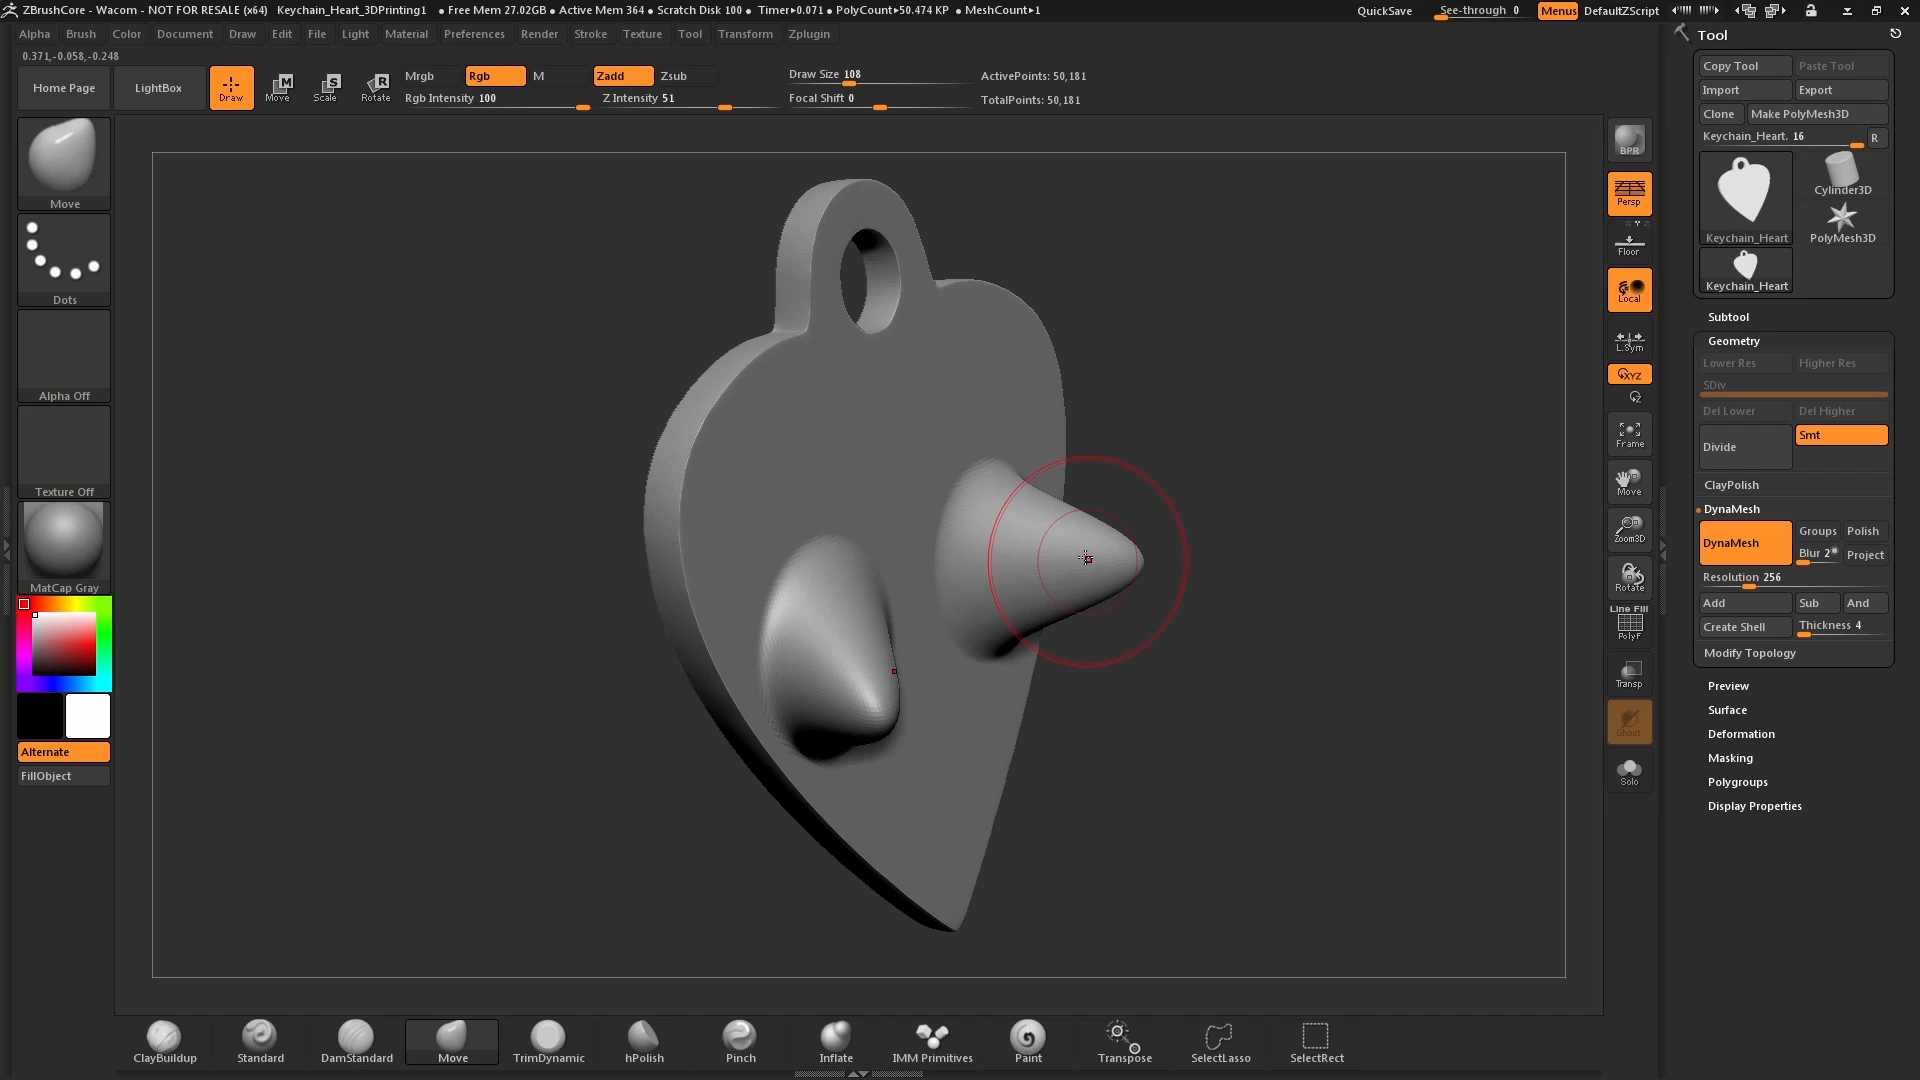 ZBrushCore - Wacom - NOT FOR RESALE (x64) Keychain_Heart_3DPrinting1 • Free Mem 27.02GB • Active Mem 364 • Scratch Disk 100 • Timer▸0.071 • PolyCount▸50.474 KP • MeshCount▸1 QuickSave See-through 0 Menus DefaultZScript
Alpha Brush Color Document Draw Edit File Light Material Preferences Render Stroke Texture Tool Transform Zplugin
0.371,-0.058,-0.248
Home Page
LightBox
Draw
M
Move
S
Scale
R
Rotate
Mrgb Rgb M Zadd Zsub
Rgb Intensity 100 Z Intensity 51
Draw Size 108
Focal Shift 0
ActivePoints: 50,181
TotalPoints: 50,181
Move
Dots
Alpha Off
Texture Off
MatCap Gray
Alternate
FillObject
BPR
Persp
Floor
Local
L.Sym
XYZ
Z
Frame
Move
Zoom3D
Rotate
Line Fill
PolyF
Transp
Ghost
Solo
Tool
Copy Tool Paste Tool
Import Export
Clone Make PolyMesh3D
Keychain_Heart. 16 R
Keychain_Heart
Cylinder3D
PolyMesh3D
Keychain_Heart
Subtool
Geometry
Lower Res Higher Res
SDiv
Del Lower Del Higher
Divide Smt
ClayPolish
DynaMesh
DynaMesh Groups Polish
Blur 2 Project
Resolution 256
Add Sub And
Create Shell Thickness 4
Modify Topology
Preview
Surface
Deformation
Masking
Polygroups
Display Properties
ClayBuildup Standard DamStandard Move TrimDynamic hPolish Pinch Inflate IMM Primitives Paint Transpose SelectLasso SelectRect